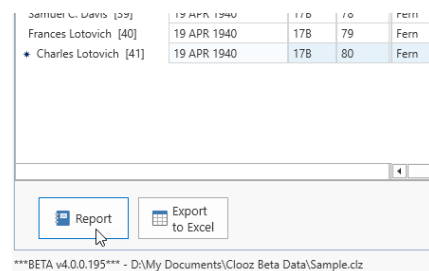 Samuel C. Davis [39] 19 APR 1940 17B 78 Fern
Frances Lotovich [40] 19 APR 1940 17B 79 Fern
Charles Lotovich [41] 19 APR 1940 17B 80 Fern
Report
Export
to Excel
***BETA v4.0.0.195*** - D:\My Documents\Clooz Beta Data\Sample.clz